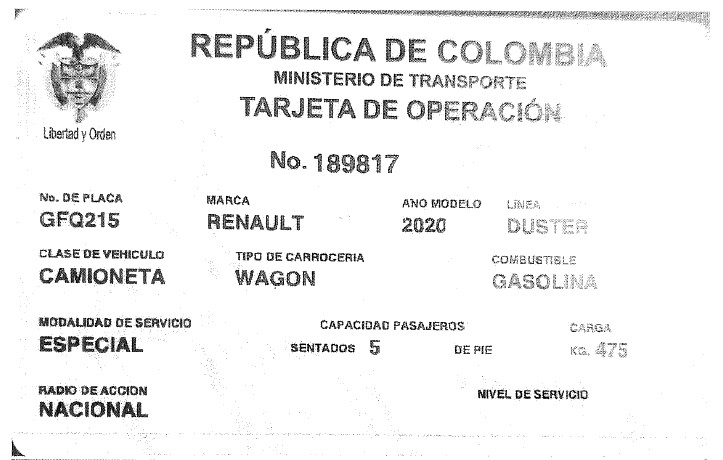 REPÚBLICA DE COLOMBIA
MINISTERIO DE TRANSPORTE
TARJETA DE OPERACIÓN
Libertad y Orden
No. 189817
No. DE PLACA MARCA ANO MODELO LINEA
GFQ215 RENAULT 2020 DUSTER
CLASE DE VEHICULO TIPO DE CARROCERIA COMBUSTIBLE
CAMIONETA WAGON GASOLINA
MODALIDAD DE SERVICIO CAPACIDAD PASAJEROS CARGA
ESPECIAL SENTADOS 5 DE PIE KG. 475
RADIO DE ACCION NIVEL DE SERVICIO
NACIONAL